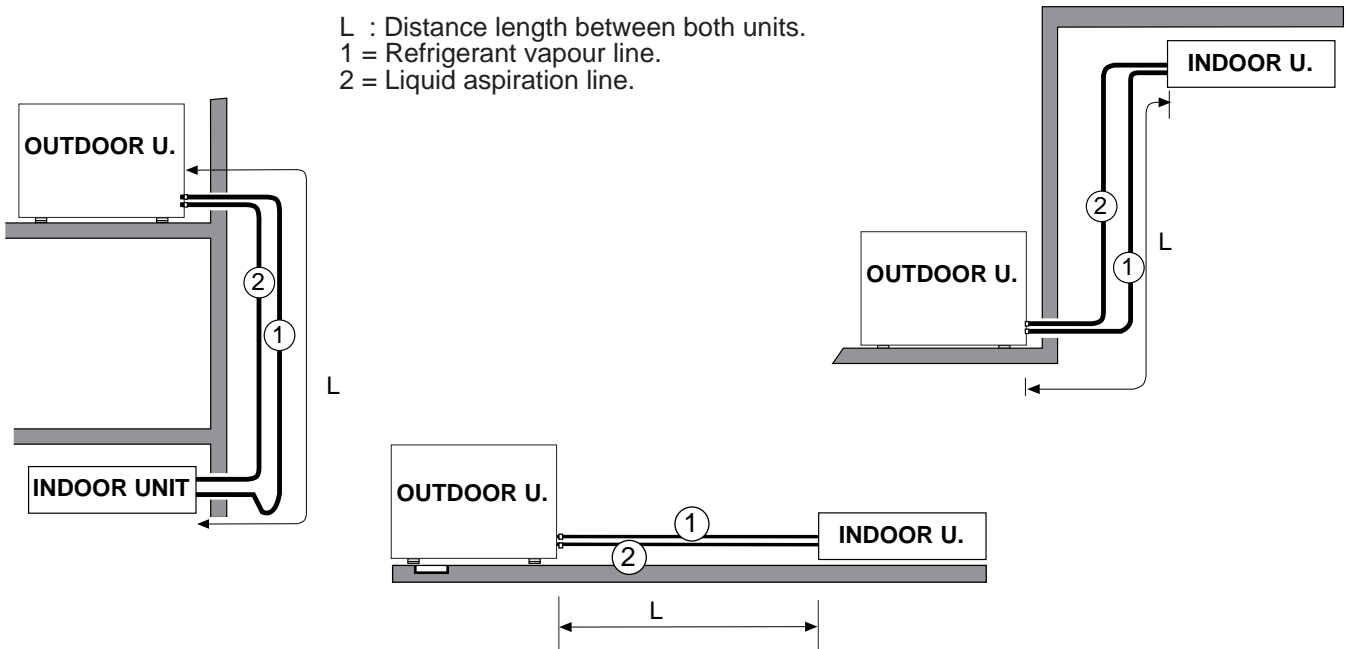 L : Distance length between both units.
1 = Refrigerant vapour line.
2 = Liquid aspiration line.
OUTDOOR U.
2
1
L
INDOOR UNIT
INDOOR U.
2
L
1
OUTDOOR U.
OUTDOOR U.
1
2
INDOOR U.
L